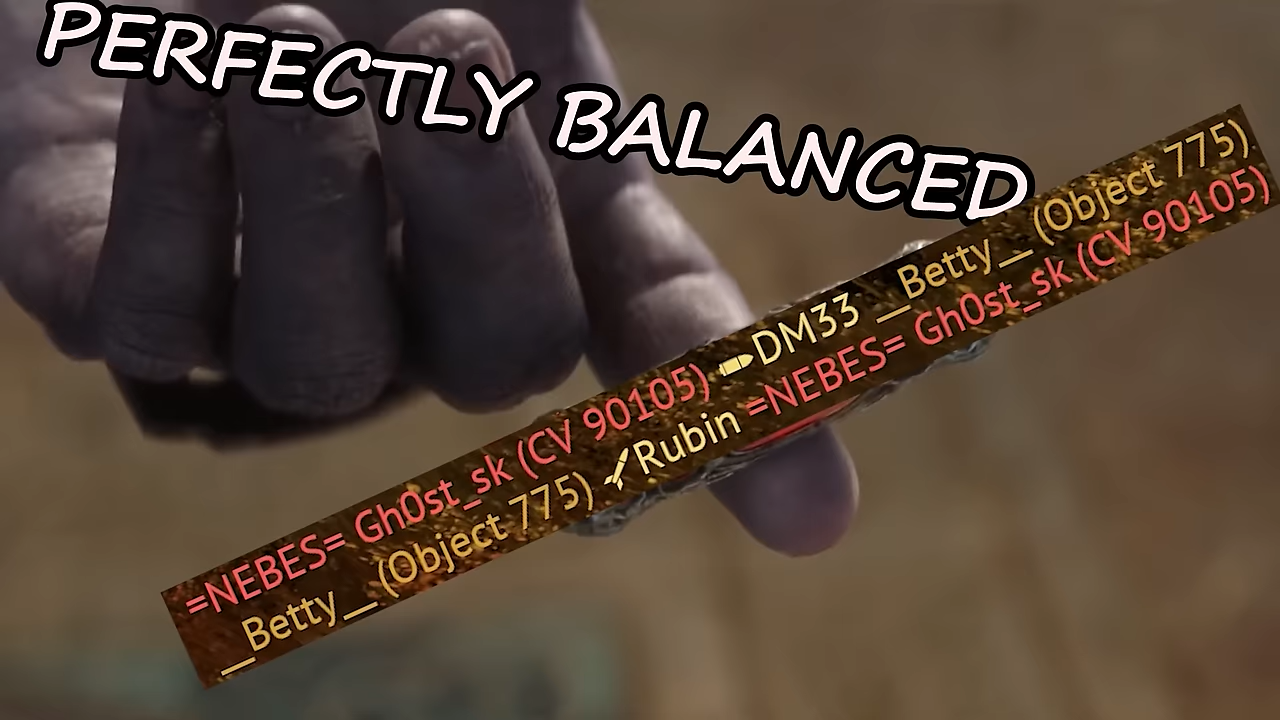 PERFECTLY BALANCED
=NEBES= Gh0st_sk (CV 90105) DM33 __Betty__ (Object 775)
__Betty__ (Object 775) Rubin =NEBES= Gh0st_sk (CV 90105)